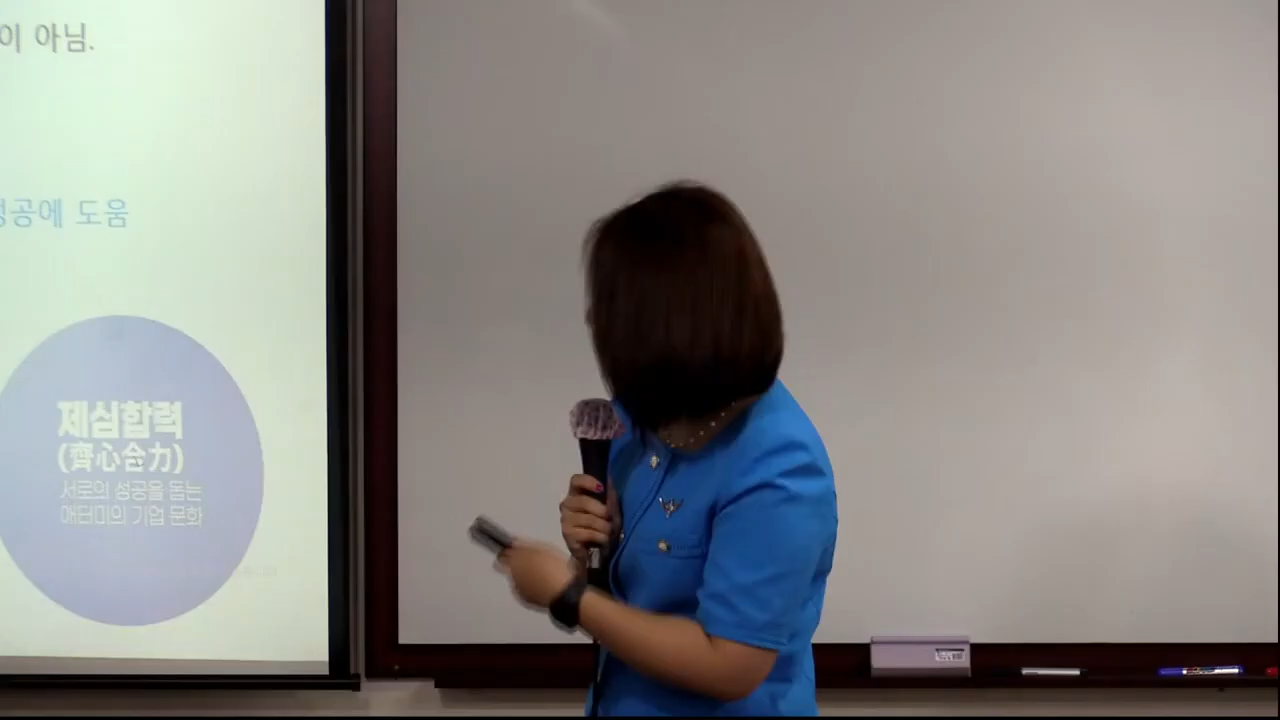 이 아님.
성공에 도움
제심합력
(齊心合力)
서로의 성공을 돕는
애터미의 기업 문화